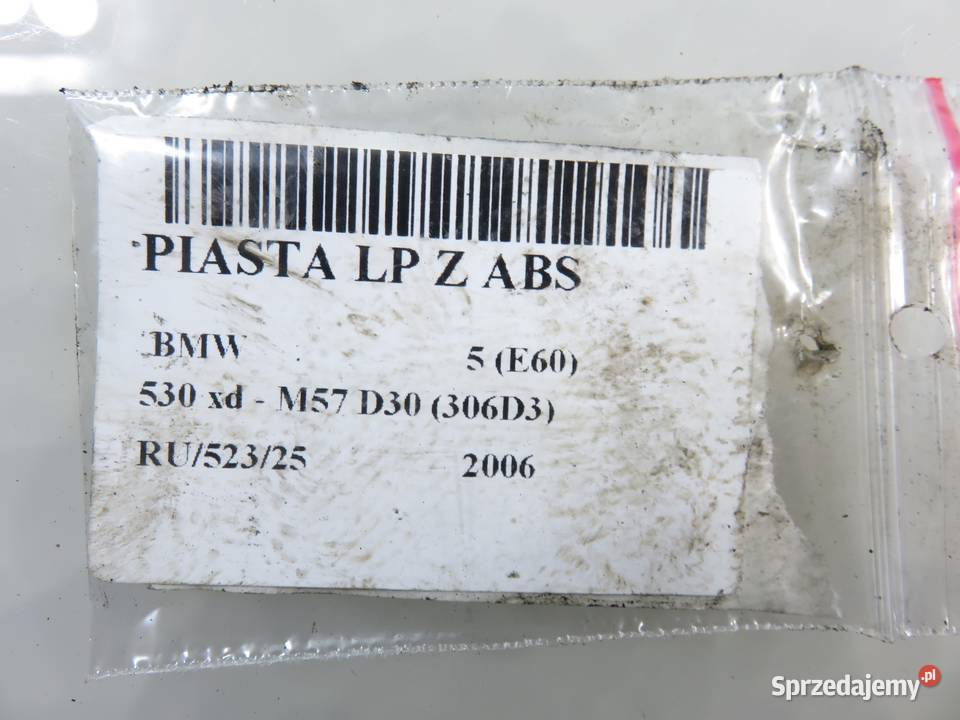 PIASTA LP Z ABS
BMW 5 (E60)
530 xd - M57 D30 (306D3)
RU/523/25 2006
Sprzedajemy.pl